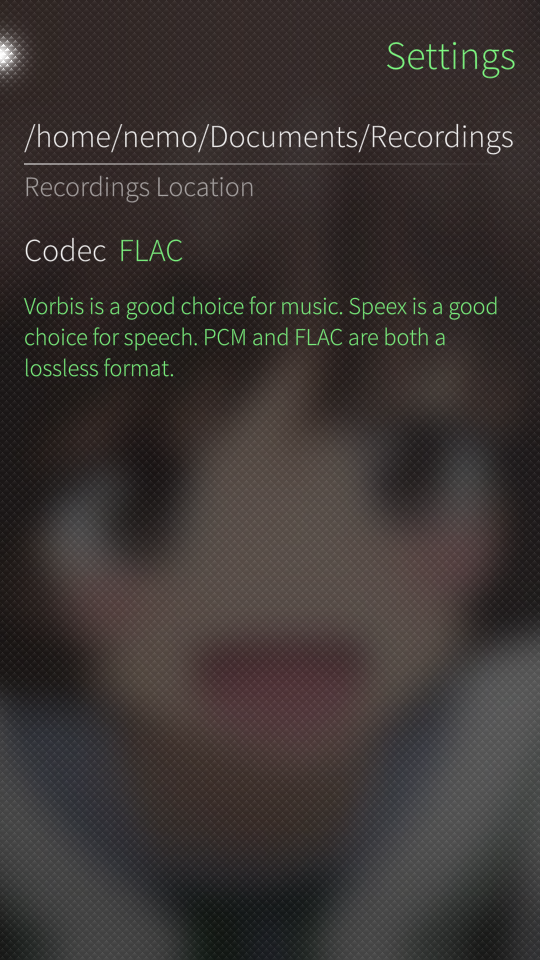 Settings
/home/nemo/Documents/Recordings
Recordings Location
Codec FLAC
Vorbis is a good choice for music. Speex is a good
choice for speech. PCM and FLAC are both a
lossless format.